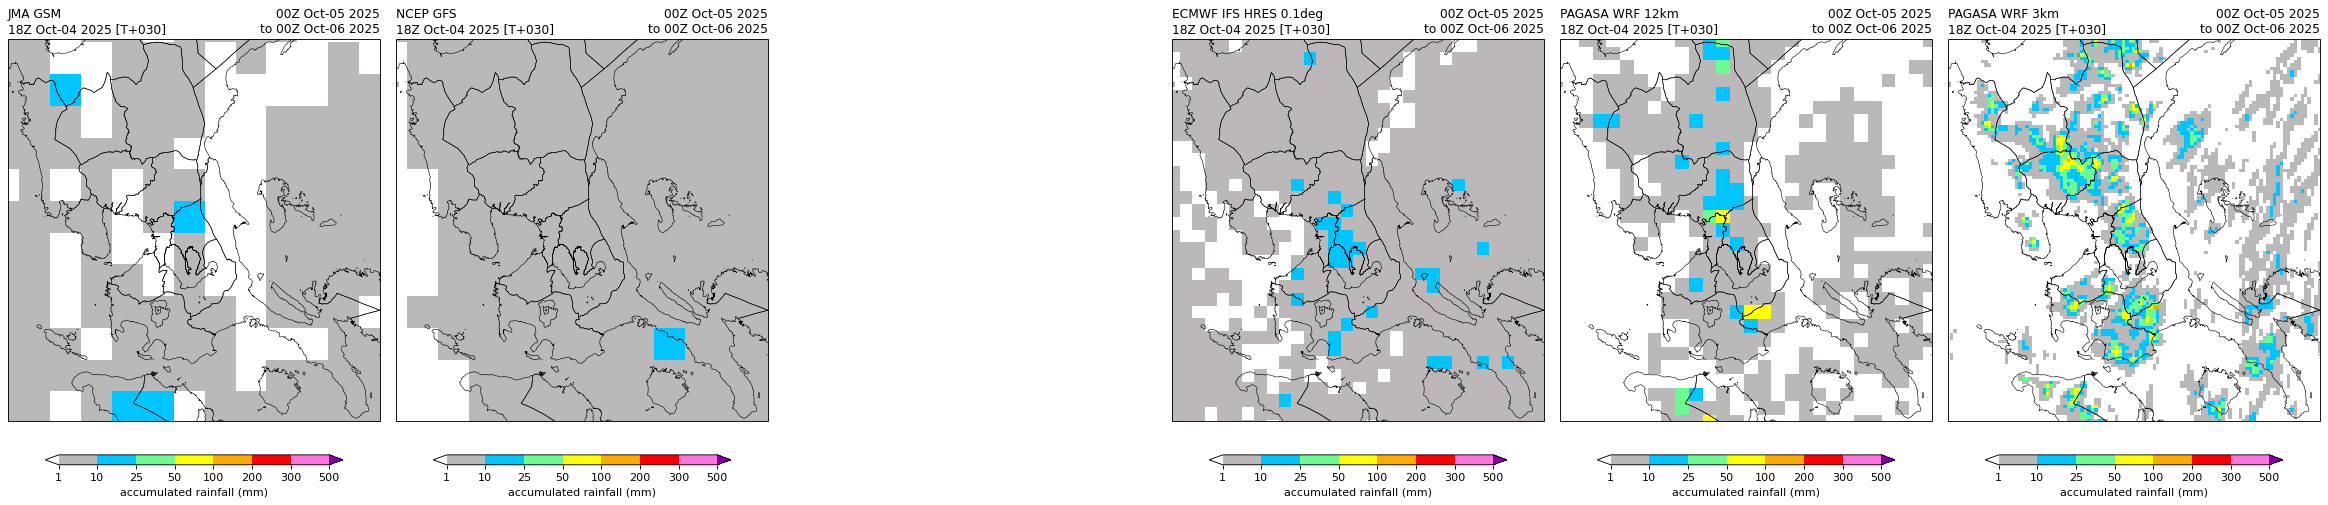 JMA GSM 00Z Oct-05 2025
18Z Oct-04 2025 [T+030] to 00Z Oct-06 2025
1 10 25 50 100 200 300 500
accumulated rainfall (mm)
NCEP GFS 00Z Oct-05 2025
18Z Oct-04 2025 [T+030] to 00Z Oct-06 2025
1 10 25 50 100 200 300 500
accumulated rainfall (mm)
ECMWF IFS HRES 0.1deg 00Z Oct-05 2025
18Z Oct-04 2025 [T+030] to 00Z Oct-06 2025
1 10 25 50 100 200 300 500
accumulated rainfall (mm)
PAGASA WRF 12km 00Z Oct-05 2025
18Z Oct-04 2025 [T+030] to 00Z Oct-06 2025
1 10 25 50 100 200 300 500
accumulated rainfall (mm)
PAGASA WRF 3km 00Z Oct-05 2025
18Z Oct-04 2025 [T+030] to 00Z Oct-06 2025
1 10 25 50 100 200 300 500
accumulated rainfall (mm)